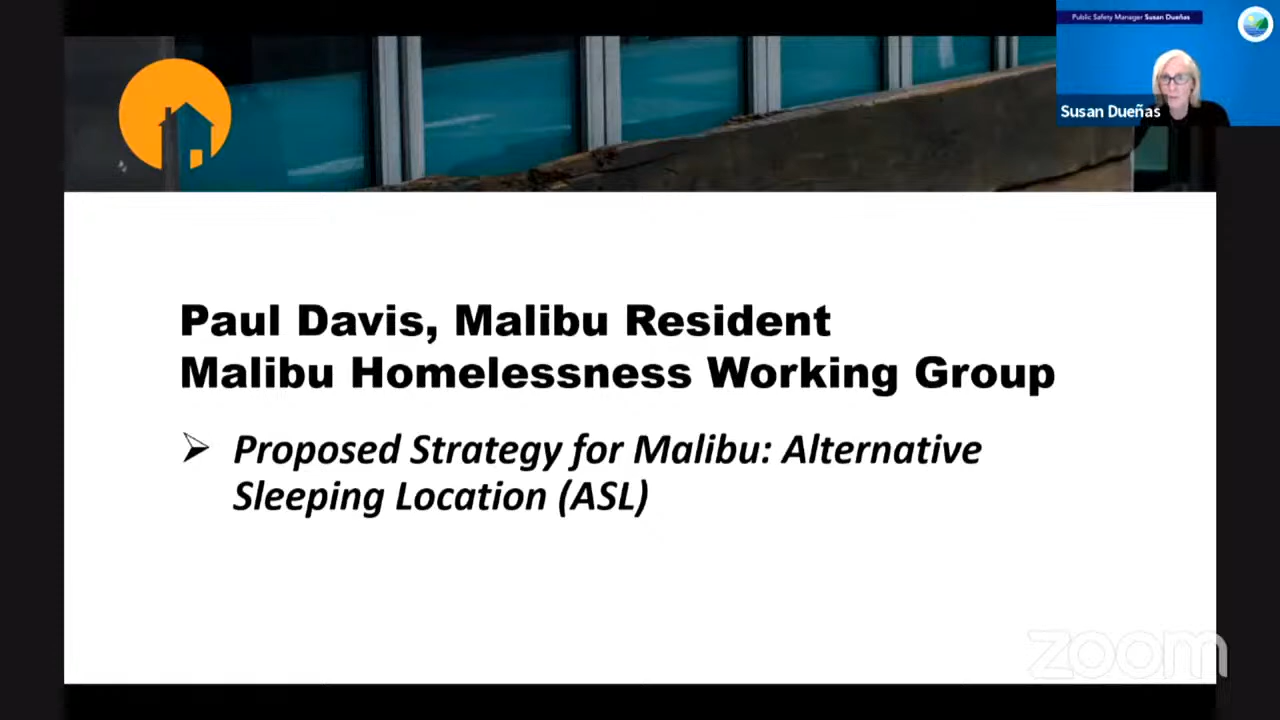 Public Safety Manager Susan Dueñas
Susan Dueñas
Paul Davis, Malibu Resident
Malibu Homelessness Working Group
Proposed Strategy for Malibu: Alternative
Sleeping Location (ASL)
zoom